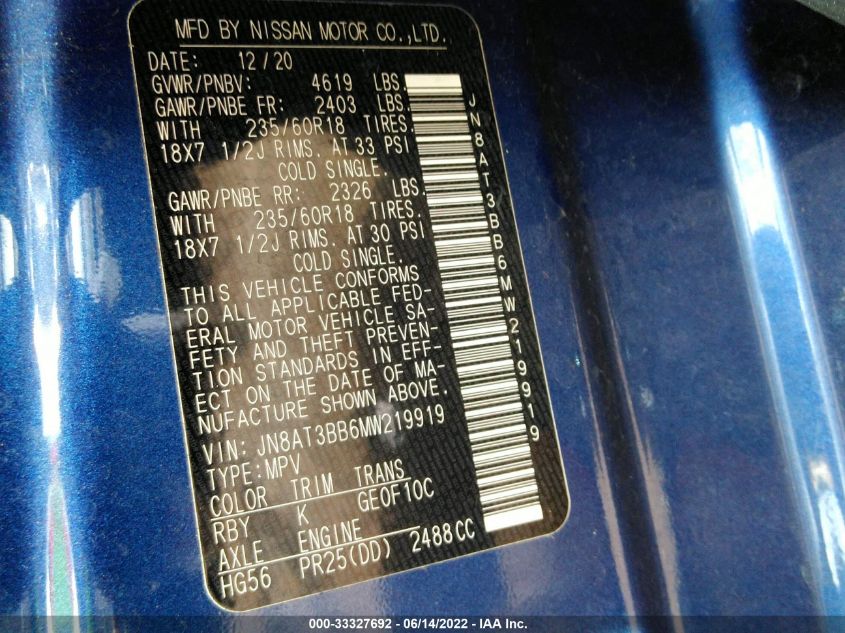 MFD BY NISSAN MOTOR CO.,LTD.
DATE: 12/20
GVWR/PNBV: 4619 LBS.
GAWR/PNBE FR: 2403 LBS.
WITH 235/60R18 TIRES.
18X7 1/2J RIMS. AT 33 PSI
COLD SINGLE.
GAWR/PNBE RR: 2326 LBS.
WITH 235/60R18 TIRES.
18X7 1/2J RIMS. AT 30 PSI
COLD SINGLE.
THIS VEHICLE CONFORMS
TO ALL APPLICABLE FED-
ERAL MOTOR VEHICLE SA-
FETY AND THEFT PREVEN-
TION STANDARDS IN EFF-
ECT ON THE DATE OF MA-
NUFACTURE SHOWN ABOVE.
VIN: JN8AT3BB6MW219919
TYPE:MPV
COLOR TRIM TRANS
RBY K GE0F10C
AXLE ENGINE
HG56 PR25(DD) 2488CC
JN8AT3BB6MW219919
000-33327692 - 06/14/2022 - IAA Inc.